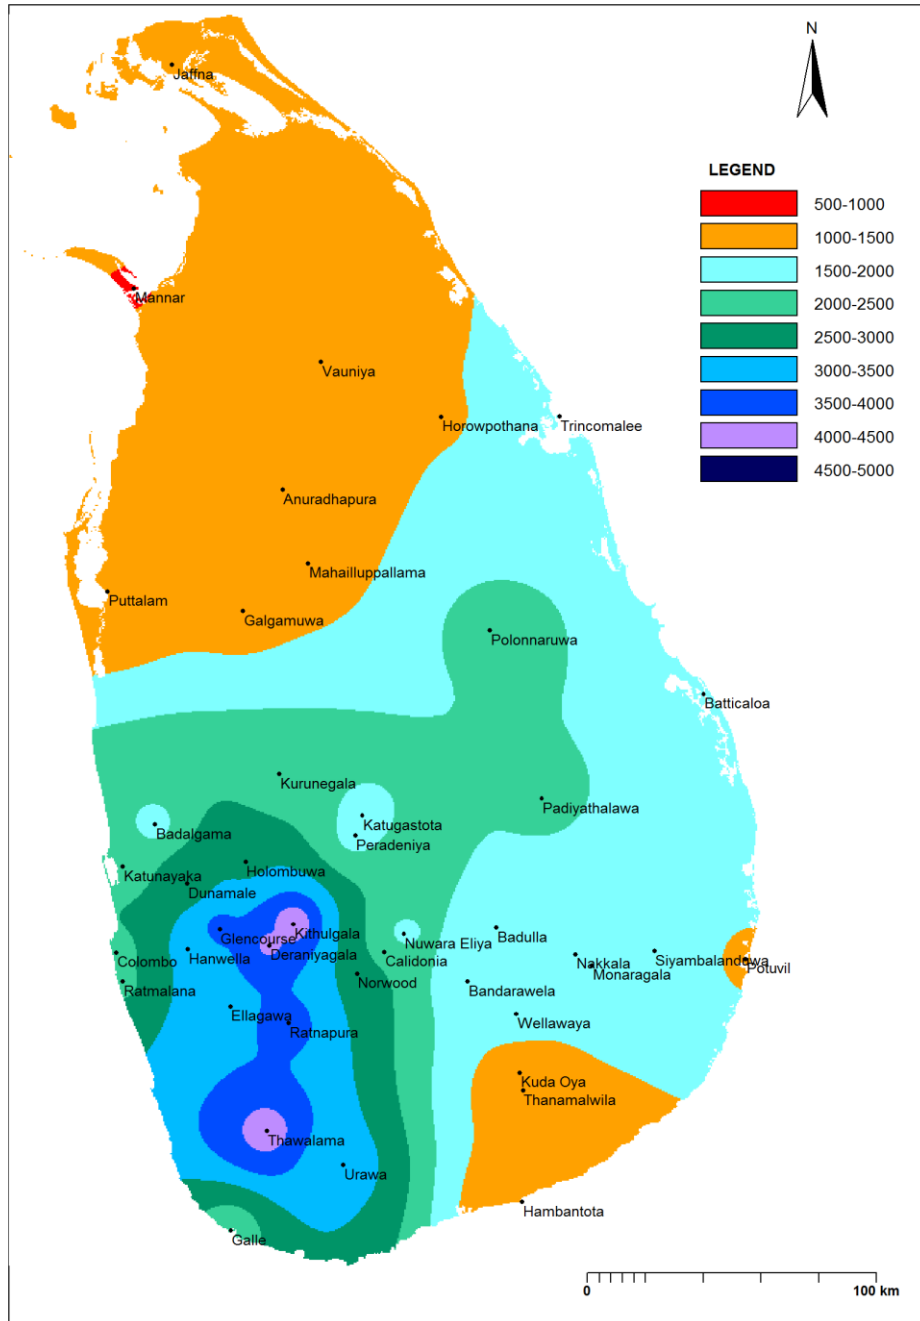 N
Jaffna
LEGEND
500-1000
1000-1500
1500-2000
2000-2500
2500-3000
3000-3500
3500-4000
4000-4500
4500-5000
Mannar
Vauniya
Horowpothana
Trincomalee
Anuradhapura
Mahailluppallama
Puttalam
Galgamuwa
Polonnaruwa
Batticaloa
Kurunegala
Padiyathalawa
Katugastota
Badalgama
Peradeniya
Katunayaka
Holombuwa
Dunamale
Kithulgala
Glencourse
Nuwara Eliya
Badulla
Deraniyagala
Colombo
Hanwella
Calidonia
Nakkala
Siyambalanduwa
Potuvil
Monaragala
Ratmalana
Norwood
Bandarawela
Ellagawa
Wellawaya
Ratnapura
Kuda Oya
Thanamalwila
Thawalama
Urawa
Hambantota
Galle
0 100 km